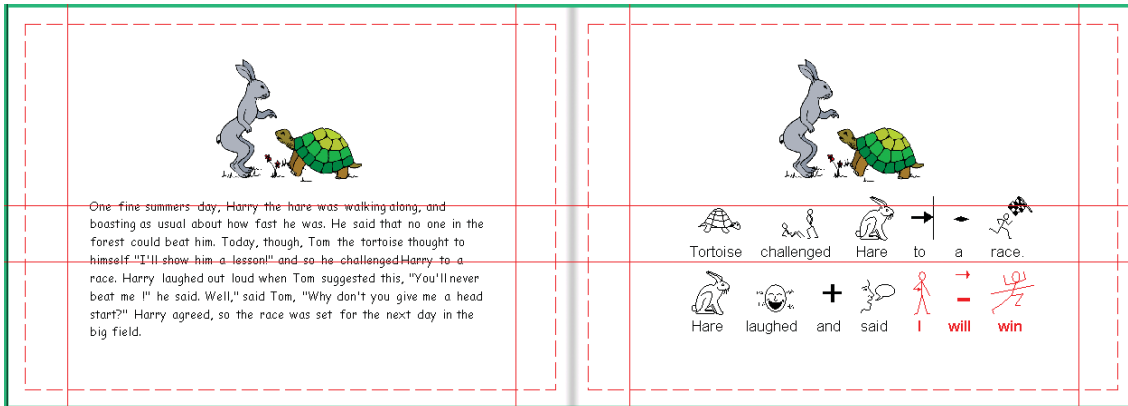 One fine summers day, Harry the hare was walking along, and
boasting as usual about how fast he was. He said that no one in the
forest could beat him. Today, though, Tom the tortoise thought to
himself "I'll show him a lesson!" and so he challenged Harry to a
race. Harry laughed out loud when Tom suggested this, "You'll never
beat me !" he said. Well," said Tom, "Why don't you give me a head
start?" Harry agreed, so the race was set for the next day in the
big field.
Tortoise challenged Hare to a race.
Hare laughed and said I will win